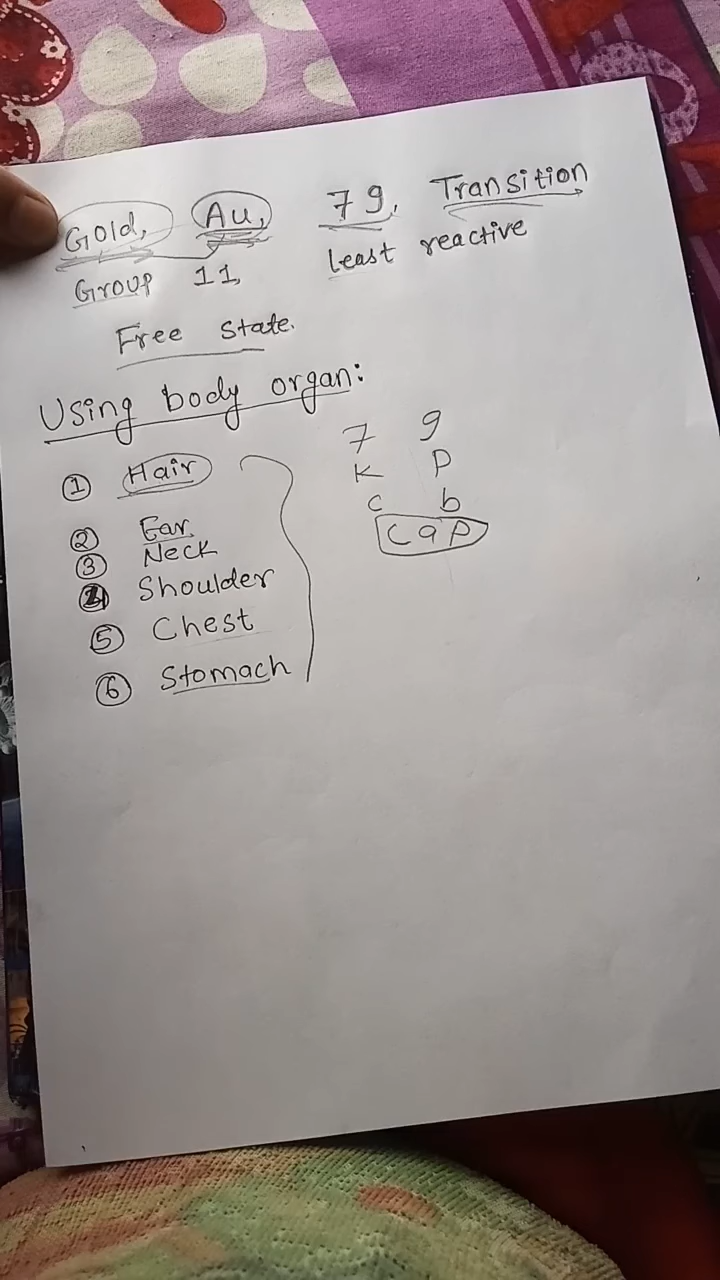 Gold, Au, 79, Transition
Group 11, least reactive
Free state.
Using body organ:
① Hair
② Ear
③ Neck
④ Shoulder
⑤ Chest
⑥ Stomach
7 9
K P
c b
Cap